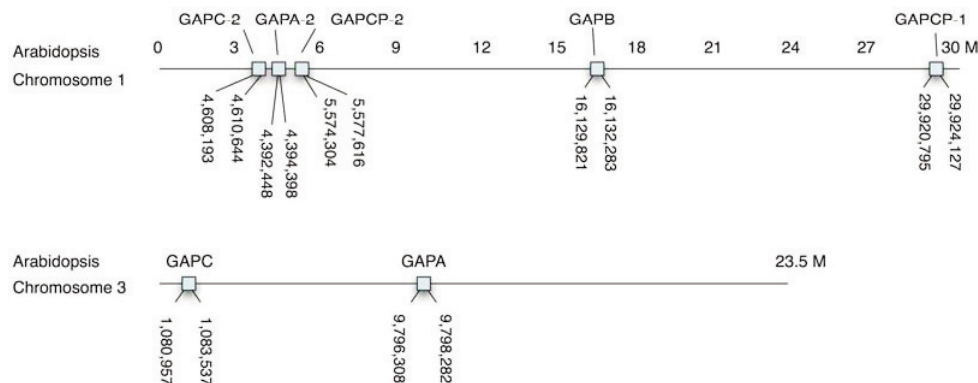 GAPC-2 GAPA-2 GAPCP-2 GAPB GAPCP-1
Arabidopsis 0 3 6 9 12 15 18 21 24 27 30 M
Chromosome 1
4,608,193 4,610,644 4,392,448 4,394,398 5,574,304 5,577,616 16,129,821 16,132,283 29,920,795 29,924,127
Arabidopsis GAPC GAPA 23.5 M
Chromosome 3
1,080,957 1,083,537 9,796,308 9,798,282